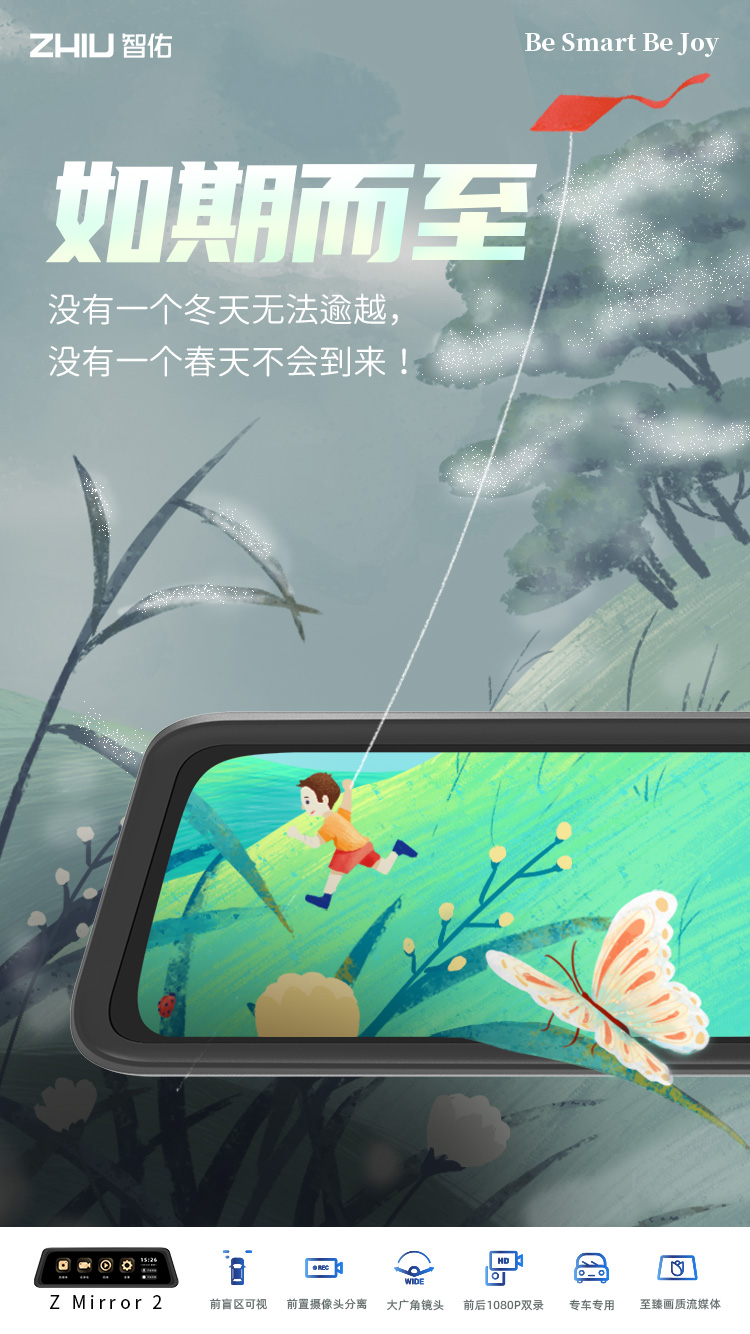 ZHIU 智佑
Be Smart Be Joy
如期而至
没有一个冬天无法逾越，
没有一个春天不会到来！
15:26
Z Mirror 2
前盲区可视
REC
前置摄像头分离
WIDE
大广角镜头
HD
前后1080P双录
专车专用
至臻画质流媒体